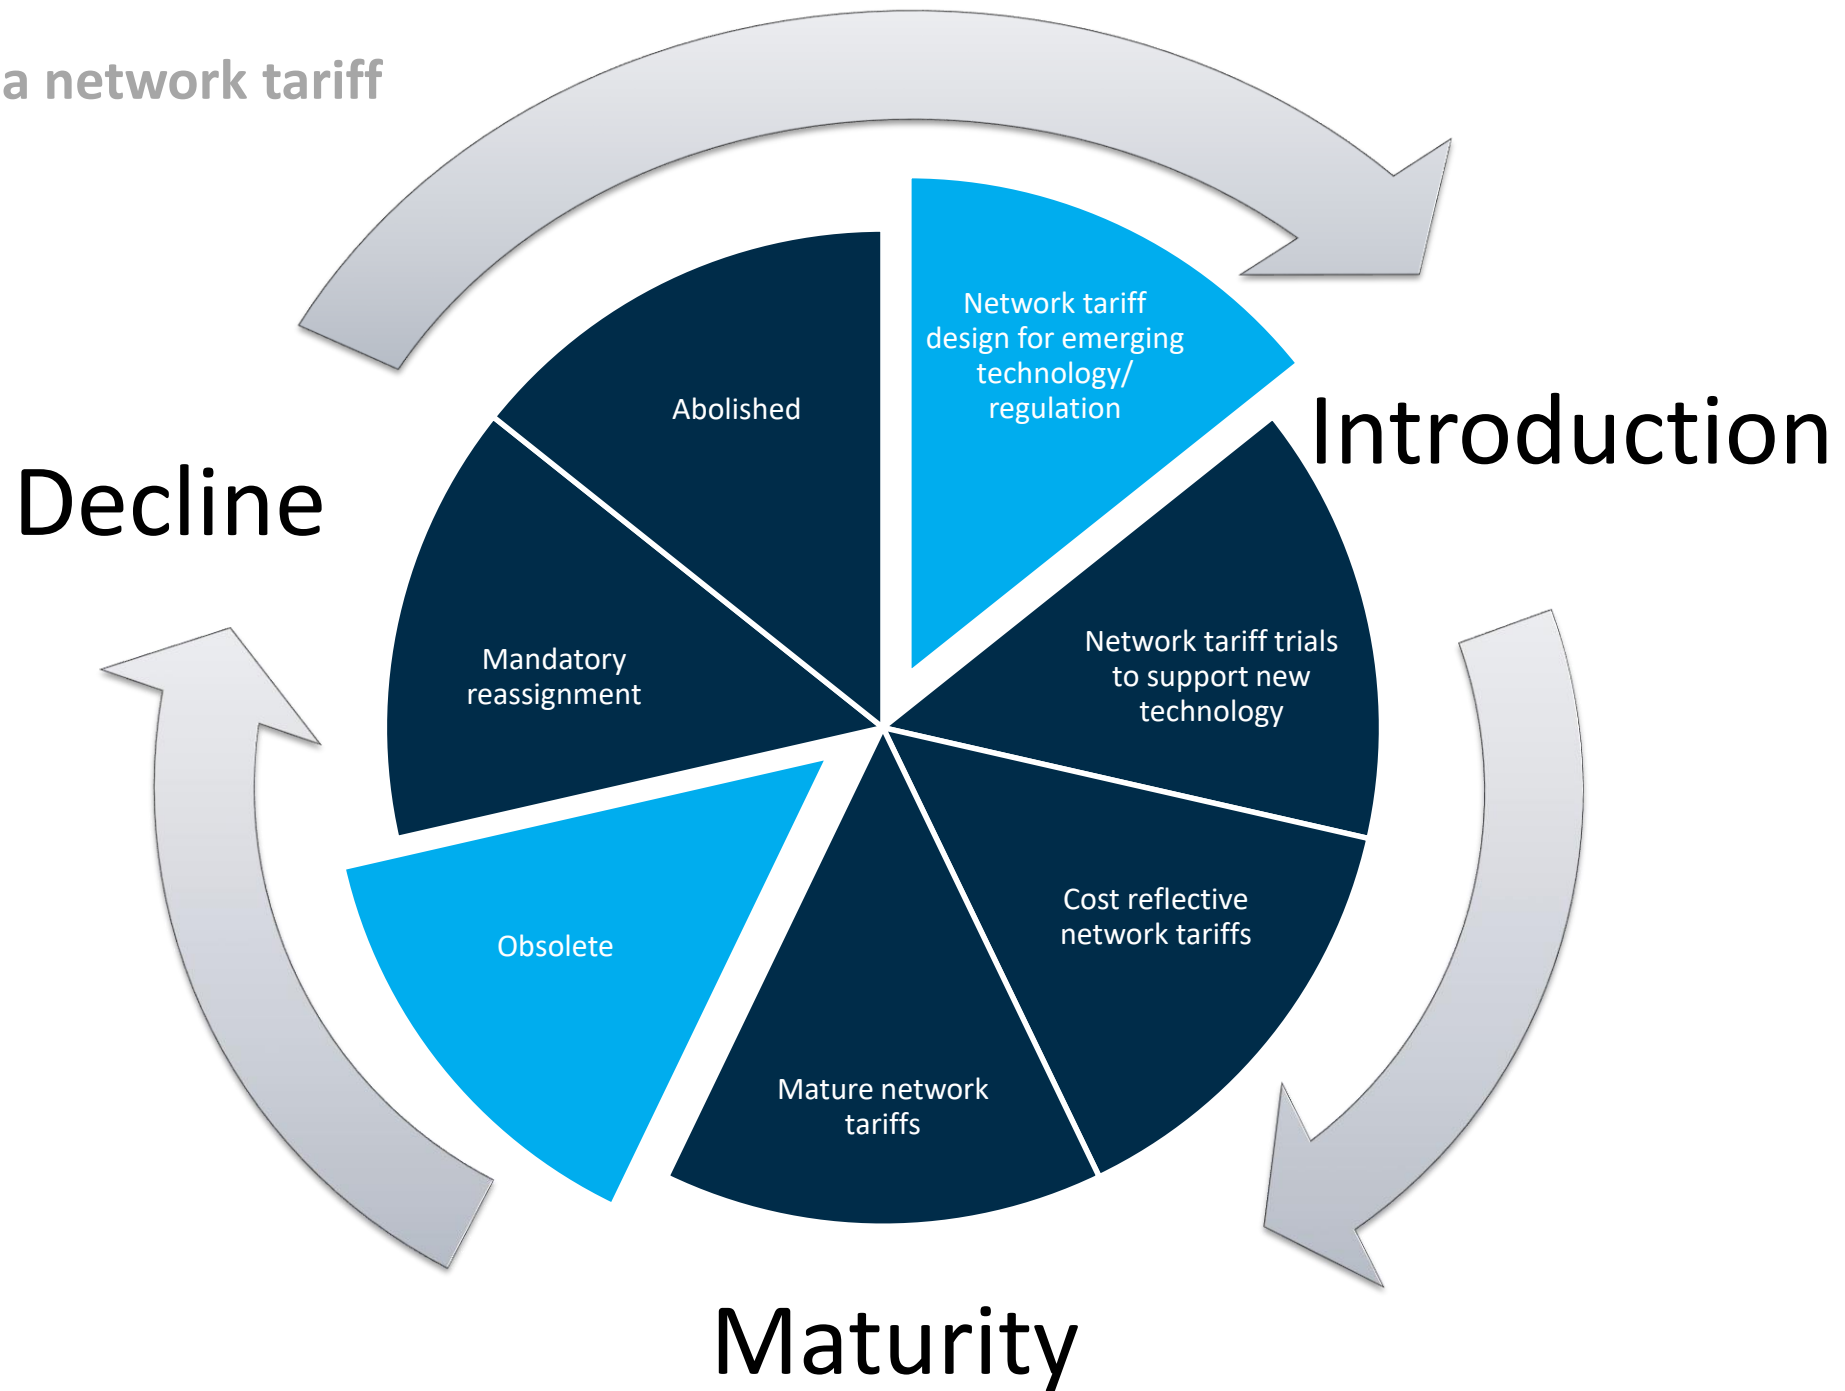 a network tariff
Network tariff
design for emerging
technology/
regulation
Introduction
Network tariff trials
to support new
technology
Cost reflective
network tariffs
Mature network
tariffs
Maturity
Obsolete
Mandatory
reassignment
Decline
Abolished